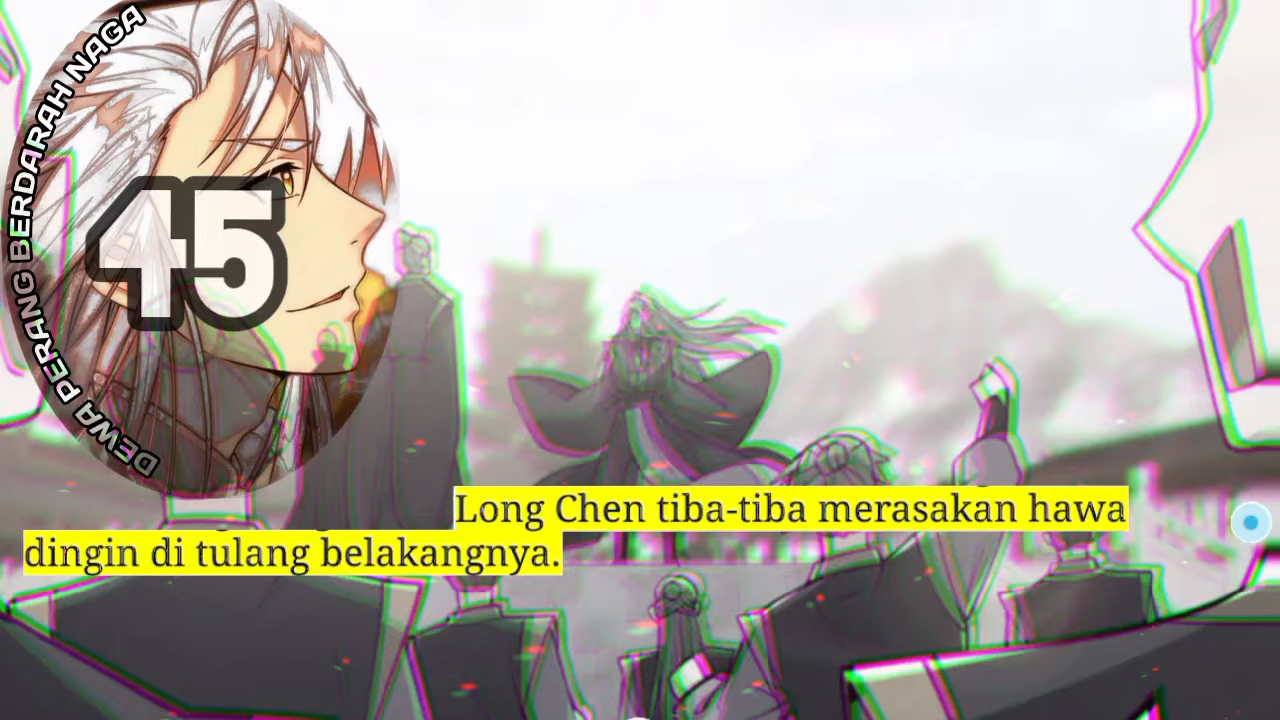 DEWA PERANG BERDARAH NAGA
45
Long Chen tiba-tiba merasakan hawa
dingin di tulang belakangnya.